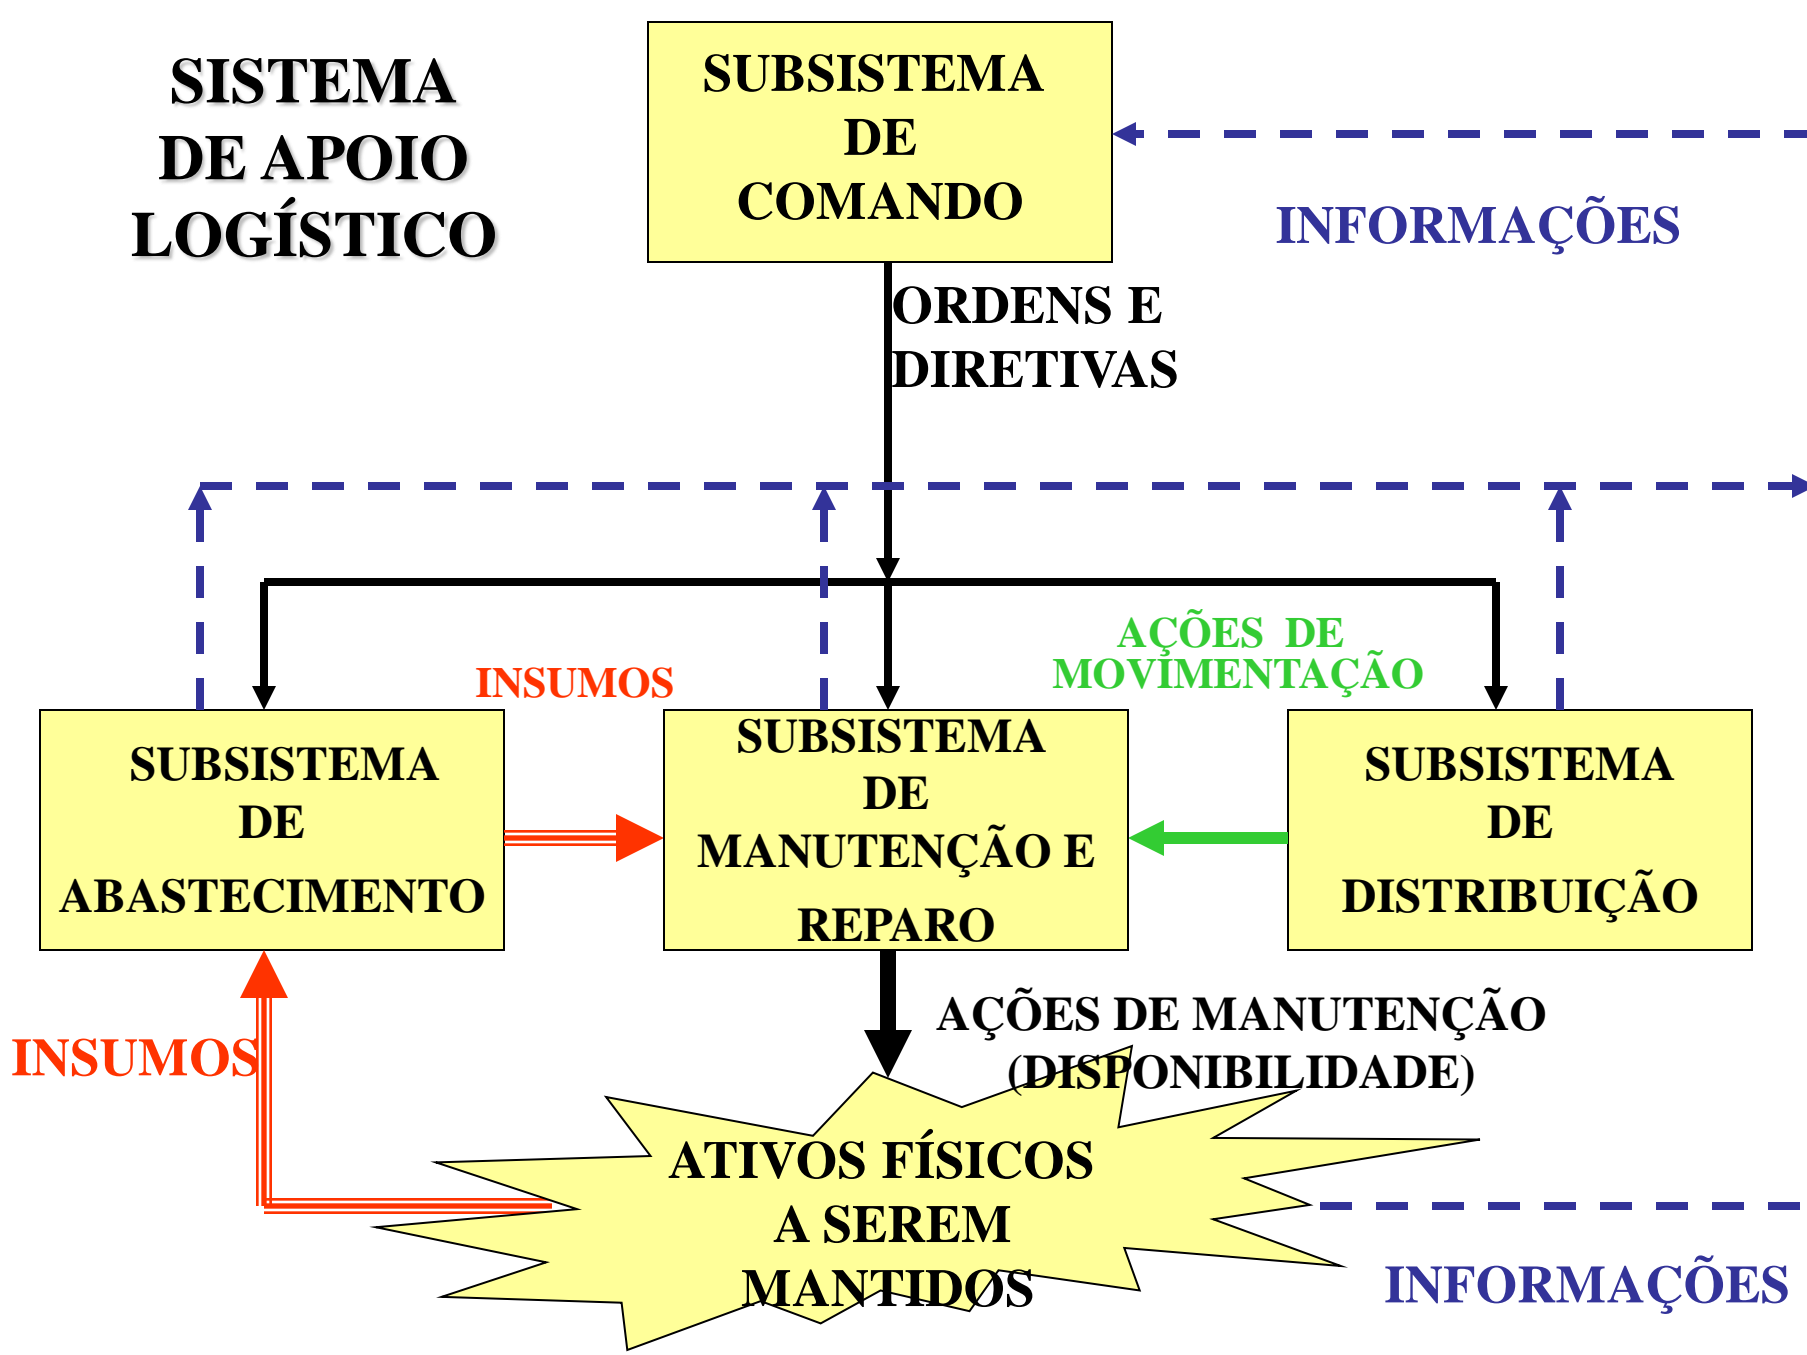 SISTEMA
DE APOIO
LOGÍSTICO
SUBSISTEMA
DE
COMANDO
INFORMAÇÕES
ORDENS E
DIRETIVAS
INSUMOS
AÇÕES DE
MOVIMENTAÇÃO
SUBSISTEMA
DE
ABASTECIMENTO
SUBSISTEMA
DE
MANUTENÇÃO E
REPARO
SUBSISTEMA
DE
DISTRIBUIÇÃO
INSUMOS
AÇÕES DE MANUTENÇÃO
(DISPONIBILIDADE)
ATIVOS FÍSICOS
A SEREM
MANTIDOS
INFORMAÇÕES